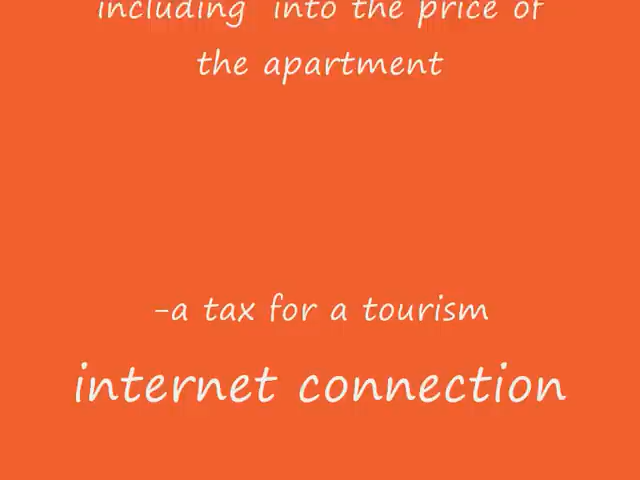 including into the price of
the apartment
-a tax for a tourism
internet connection